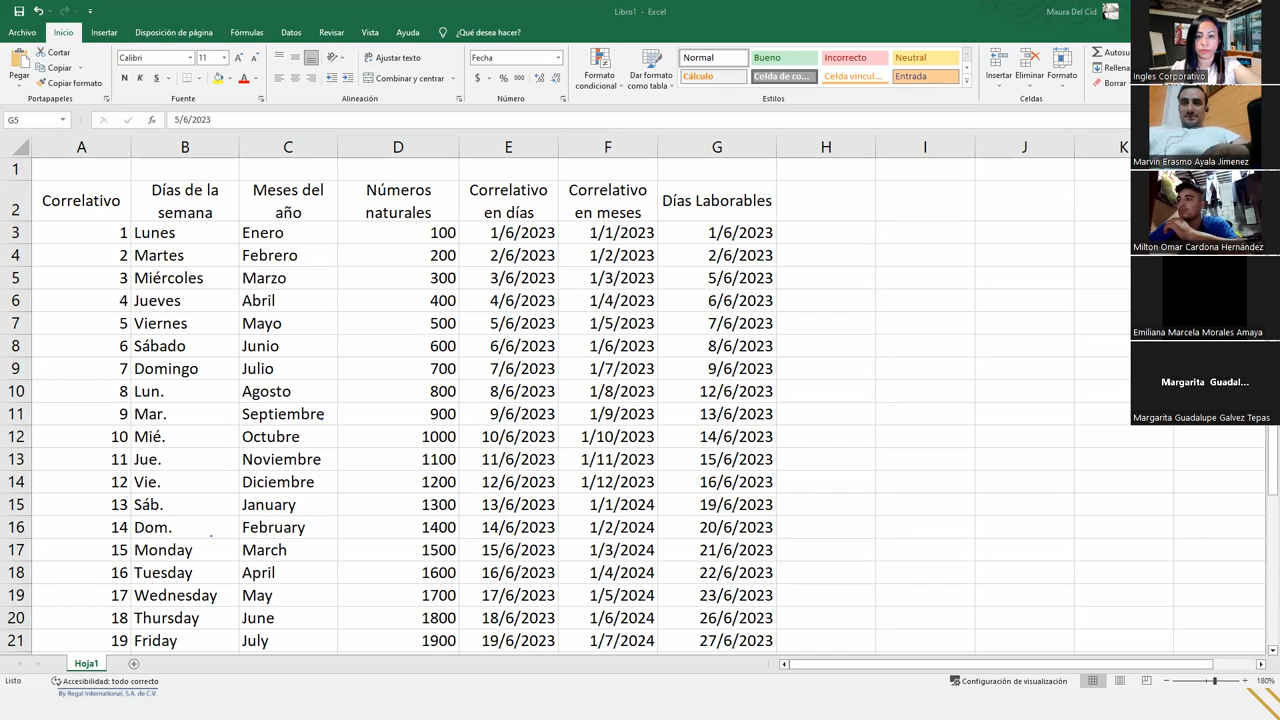 Libro1 - Excel
Maura Del Cid
Archivo Inicio Insertar Disposición de página Fórmulas Datos Revisar Vista Ayuda ¿Qué desea hacer?
Pegar
Cortar
Copiar
Copiar formato
Portapapeles
Calibri 11
N K S
Fuente
Ajustar texto
Combinar y centrar
Alineación
Fecha
$ % 000
Número
Formato condicional
Dar formato como tabla
Normal Bueno Incorrecto Neutral
Cálculo Celda de co... Celda vincul... Entrada
Estilos
Insertar Eliminar Formato
Celdas
Autosu
Rellena
Borrar
G5 fx 5/6/2023
A B C D E F G H I J K
1
2 Correlativo Días de la semana Meses del año Números naturales Correlativo en días Correlativo en meses Días Laborables
3 1 Lunes Enero 100 1/6/2023 1/1/2023 1/6/2023
4 2 Martes Febrero 200 2/6/2023 1/2/2023 2/6/2023
5 3 Miércoles Marzo 300 3/6/2023 1/3/2023 5/6/2023
6 4 Jueves Abril 400 4/6/2023 1/4/2023 6/6/2023
7 5 Viernes Mayo 500 5/6/2023 1/5/2023 7/6/2023
8 6 Sábado Junio 600 6/6/2023 1/6/2023 8/6/2023
9 7 Domingo Julio 700 7/6/2023 1/7/2023 9/6/2023
10 8 Lun. Agosto 800 8/6/2023 1/8/2023 12/6/2023
11 9 Mar. Septiembre 900 9/6/2023 1/9/2023 13/6/2023
12 10 Mié. Octubre 1000 10/6/2023 1/10/2023 14/6/2023
13 11 Jue. Noviembre 1100 11/6/2023 1/11/2023 15/6/2023
14 12 Vie. Diciembre 1200 12/6/2023 1/12/2023 16/6/2023
15 13 Sáb. January 1300 13/6/2023 1/1/2024 19/6/2023
16 14 Dom. February 1400 14/6/2023 1/2/2024 20/6/2023
17 15 Monday March 1500 15/6/2023 1/3/2024 21/6/2023
18 16 Tuesday April 1600 16/6/2023 1/4/2024 22/6/2023
19 17 Wednesday May 1700 17/6/2023 1/5/2024 23/6/2023
20 18 Thursday June 1800 18/6/2023 1/6/2024 26/6/2023
21 19 Friday July 1900 19/6/2023 1/7/2024 27/6/2023
Hoja1
Listo Accesibilidad: todo correcto Configuración de visualización 180%
By Regal International, S.A. de C.V.
Ingles Corporativo
Marvin Erasmo Ayala Jimenez
Milton Omar Cardona Hernández
Emiliana Marcela Morales Amaya
Margarita Guadal...
Margarita Guadalupe Galvez Tepas